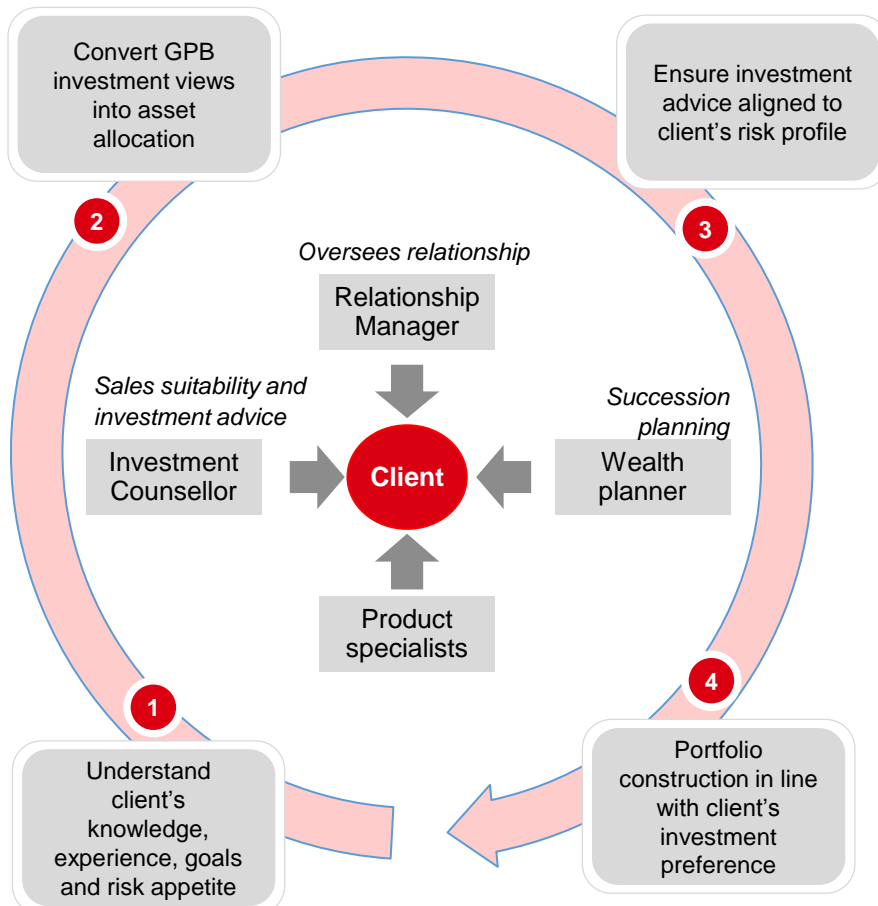 Convert GPB
investment views
into asset
allocation
Ensure investment
advice aligned to
client’s risk profile
2
3
Oversees relationship
Relationship
Manager
Sales suitability and
investment advice
Investment
Counsellor
Client
Succession
planning
Wealth
planner
Product
specialists
1
4
Understand
client’s
knowledge,
experience, goals
and risk appetite
Portfolio
construction in line
with client’s
investment
preference